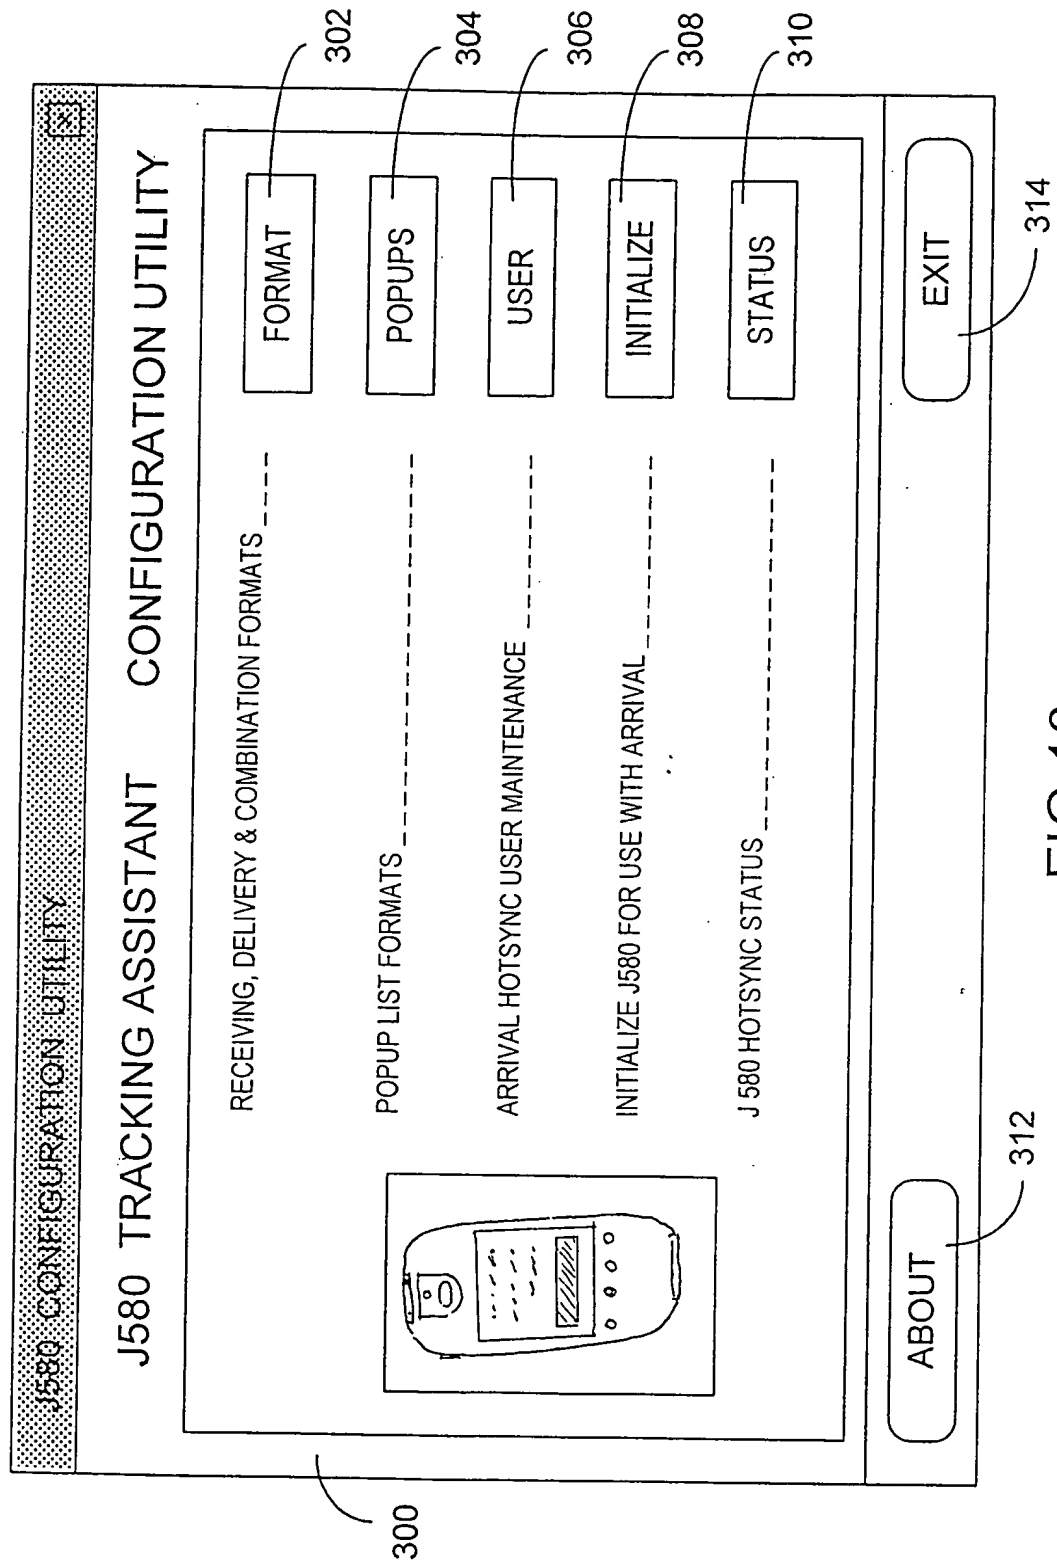 J580 CONFIGURATION UTILITY
X
J580 TRACKING ASSISTANT CONFIGURATION UTILITY
RECEIVING, DELIVERY & COMBINATION FORMATS
FORMAT
302
POPUP LIST FORMATS
POPUPS
304
ARRIVAL HOTSYNC USER MAINTENANCE
USER
306
INITIALIZE J580 FOR USE WITH ARRIVAL
INITIALIZE
308
J 580 HOTSYNC STATUS
STATUS
310
300
ABOUT
EXIT
312
314
FIG.